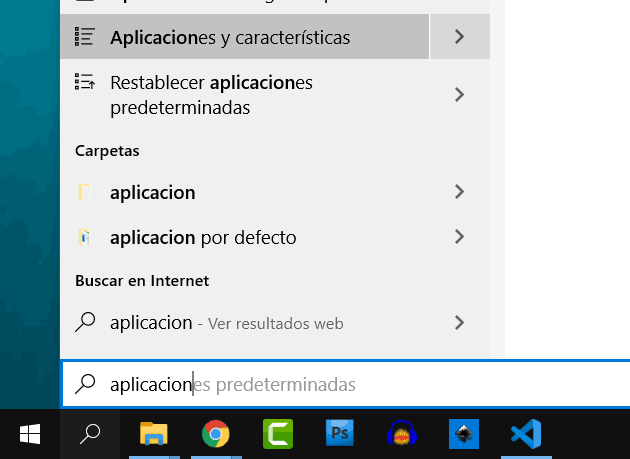 Aplicaciones y características
Restablecer aplicaciones
predeterminadas
Carpetas
aplicacion
aplicacion por defecto
Buscar en Internet
aplicacion - Ver resultados web
aplicaciones predeterminadas
Ps